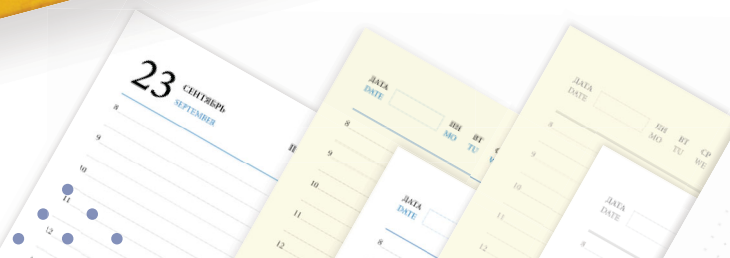 23 СЕНТЯБРЬ
SEPTEMBER
8
9
10
11
12
ДАТА
DATE
ПН ВТ
MO TU
8
9
10
11
12
ДАТА
DATE
8
ДАТА
DATE
ПН ВТ СР
MO TU WE
8
9
10
11
12
ДАТА
DATE
8